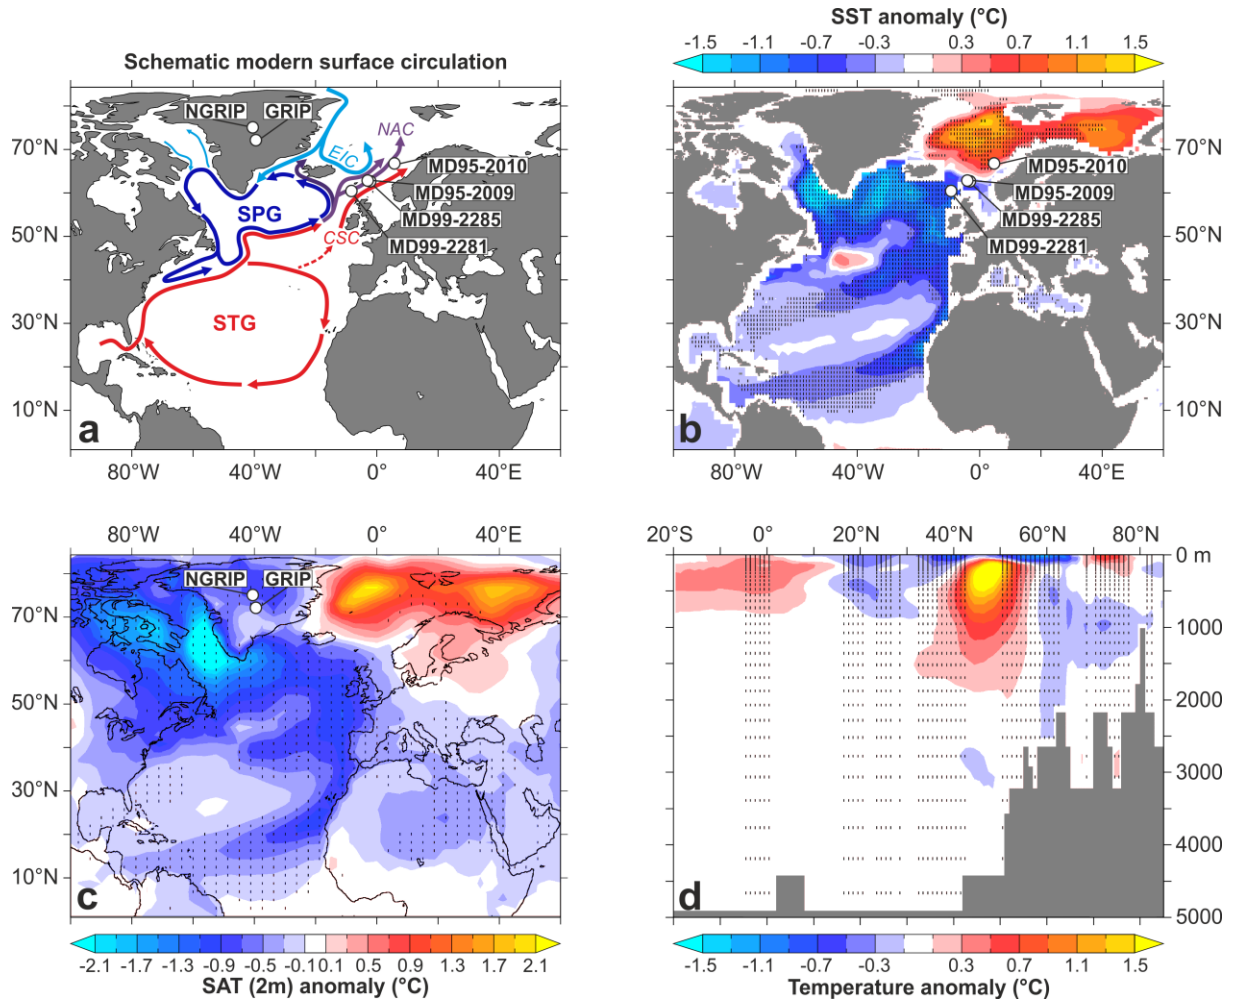 Schematic modern surface circulation
NGRIP GRIP
NAC
EIC
MD95-2010
MD95-2009
MD99-2285
MD99-2281
SPG
CSC
STG
70°N
50°N
30°N
10°N
a
80°W 40°W 0° 40°E
SST anomaly (°C)
-1.5 -1.1 -0.7 -0.3 0.3 0.7 1.1 1.5
MD95-2010
MD95-2009
MD99-2285
MD99-2281
70°N
50°N
30°N
10°N
b
80°W 40°W 0° 40°E
80°W 40°W 0° 40°E
NGRIP GRIP
70°N
50°N
30°N
10°N
c
-2.1 -1.7 -1.3 -0.9 -0.5 -0.1 0.1 0.5 0.9 1.3 1.7 2.1
SAT (2m) anomaly (°C)
20°S 0° 20°N 40°N 60°N 80°N
0 m
1000
2000
3000
4000
5000
d
-1.5 -1.1 -0.7 -0.3 0.3 0.7 1.1 1.5
Temperature anomaly (°C)